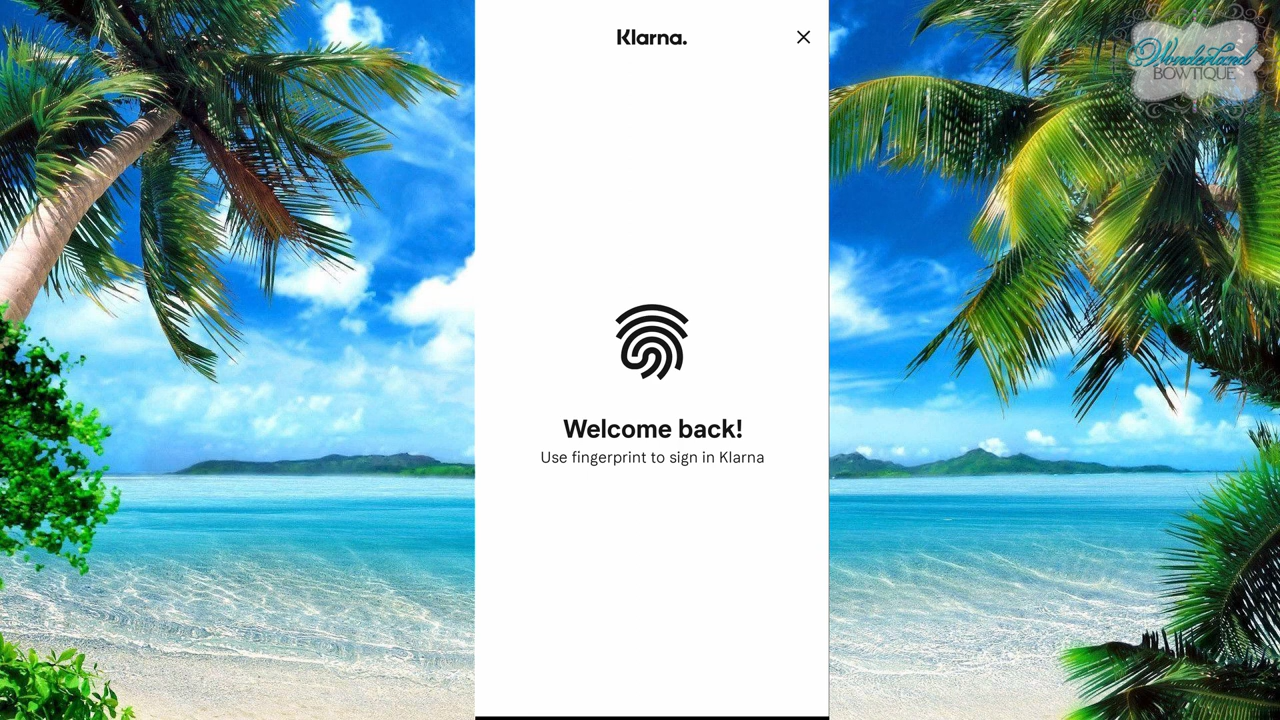 Klarna.
Wonderland
BOWTIQUE
Welcome back!
Use fingerprint to sign in Klarna